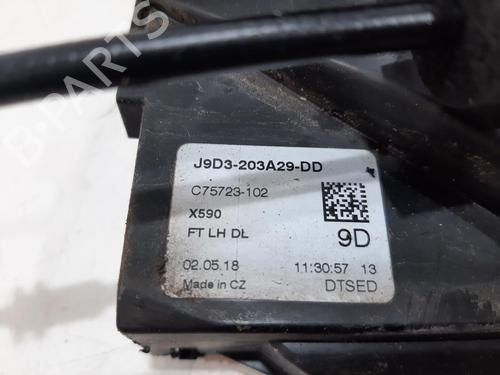 B-PARTS
J9D3-203A29-DD
C75723-102
X590
FT LH DL
9D
02.05.18 11:30:57 13
Made in CZ DTSED